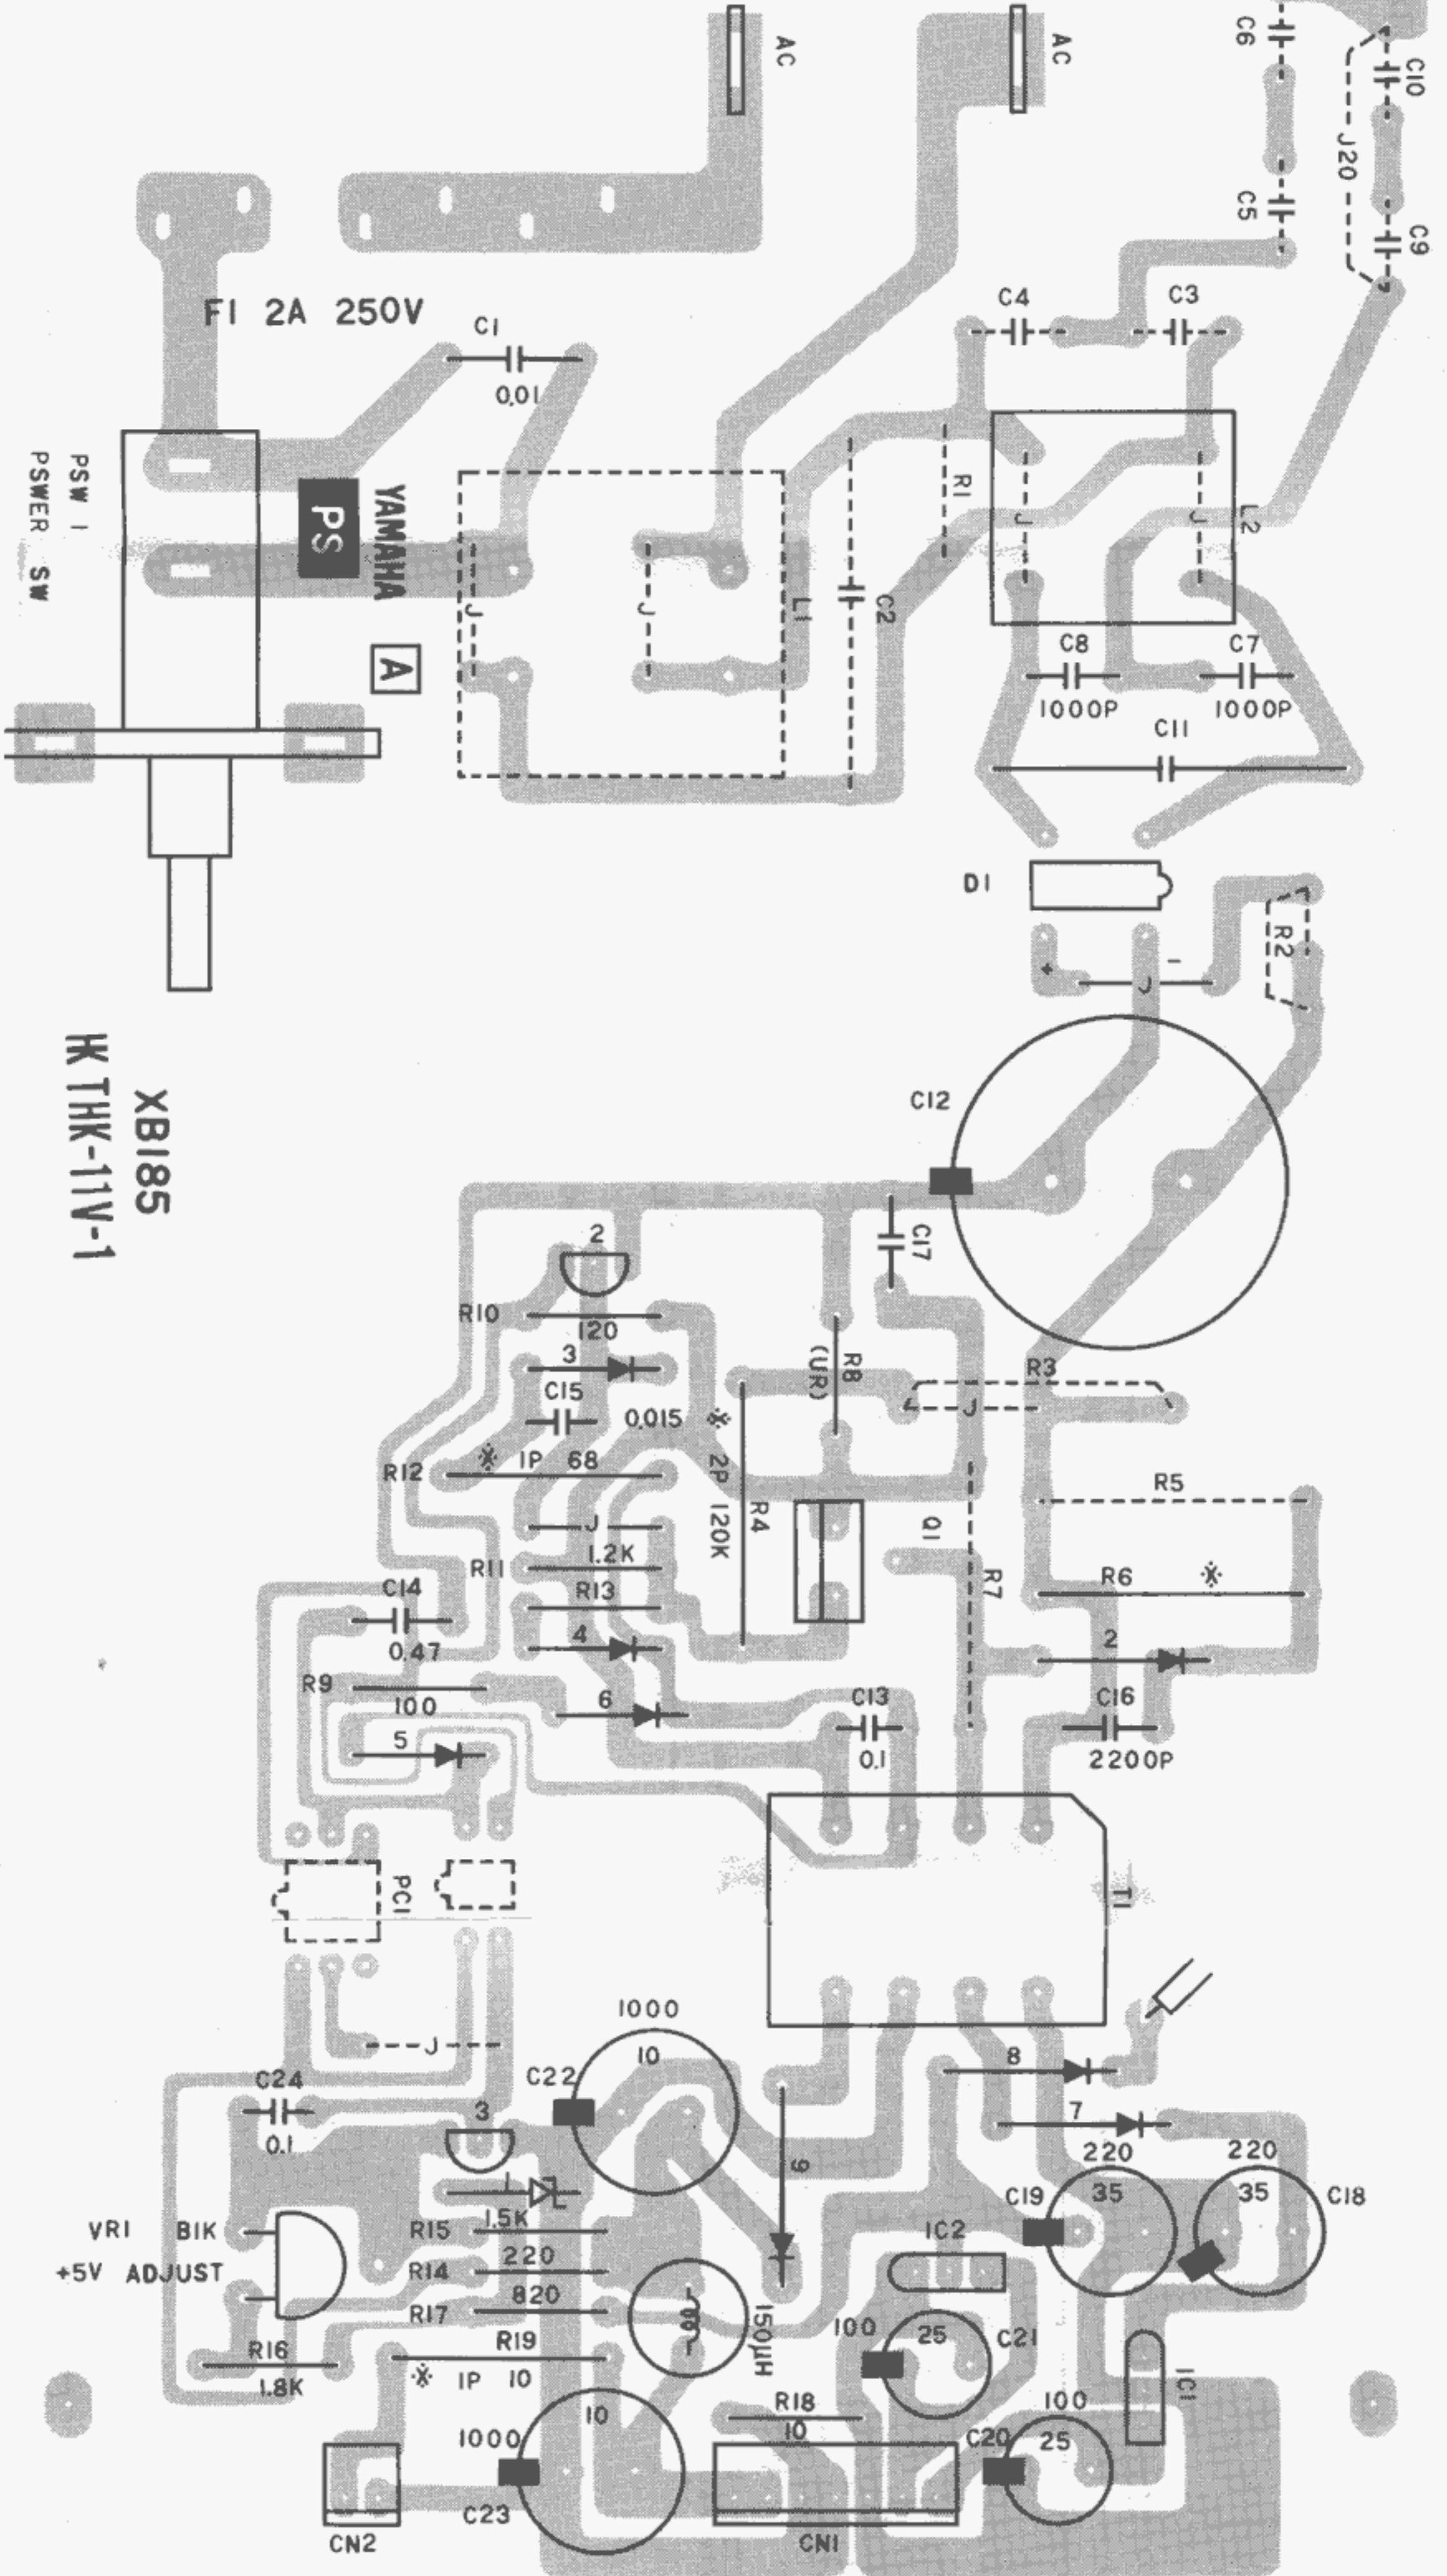 AC
AC
C6
C10
J20
C5
C9
F1 2A 250V
C1
0.01
C4
C3
PSW 1
PSWER SW
PS
YAMAHA
A
J
J
L1
C2
R1
J
J
L2
C8
1000P
C7
1000P
C11
D1
+
J
-
R2
C12
XB185
HK THK-11V-1
2
R10
120
3
C15
0.015
※
C17
R8
(UR)
R3
J
R12
※ 1P 68
2P 120K
R4
J
1.2K
R11
R13
Q1
R7
R5
R6 ※
C14
0.47
4
2
R9
100
6
C13
0.1
C16
2200P
5
PC1
T1
J
1000
10
C22
8
7
C24
0.1
3
9
220
35
C19
220
35
C18
1
1.5K
VR1 B1K
+5V ADJUST
R15
220
R14
820
R17
IC2
150μH
100
25
C21
R16
1.8K
R19
※ 1P 10
IC1
R18
10
100
25
C20
1000
10
C23
CN2
CN1